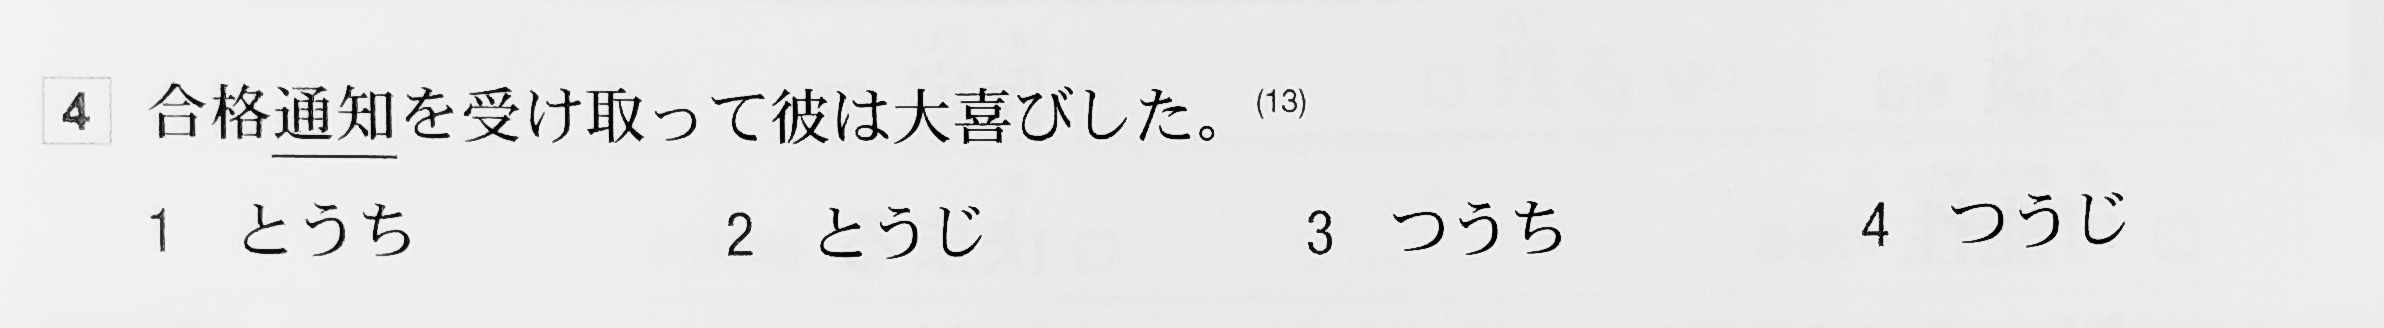 4 合格通知を受け取って彼は大喜びした。(13)
1 とうち 2 とうじ 3 つうち 4 つうじ